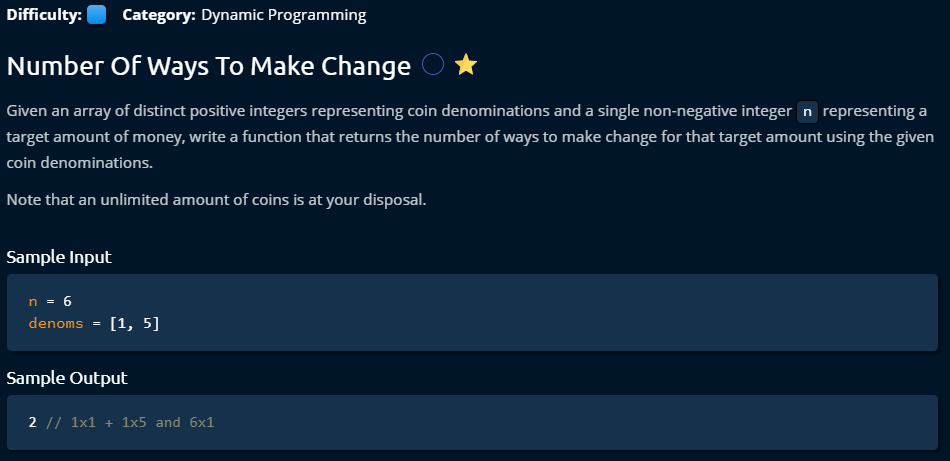 Difficulty: Category: Dynamic Programming
Number Of Ways To Make Change
Given an array of distinct positive integers representing coin denominations and a single non-negative integer n representing a
target amount of money, write a function that returns the number of ways to make change for that target amount using the given
coin denominations.
Note that an unlimited amount of coins is at your disposal.
Sample Input
n = 6
denoms = [1, 5]
Sample Output
2 // 1x1 + 1x5 and 6x1